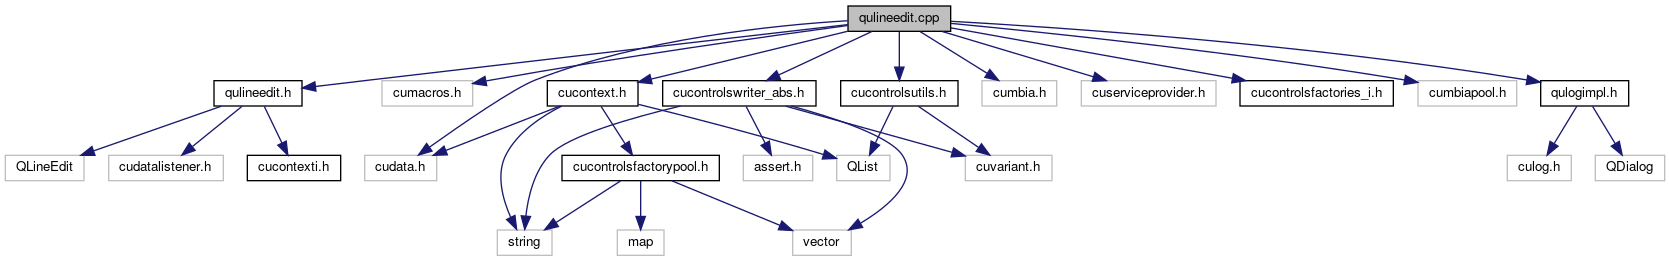 qulineedit.cpp
qulineedit.h
cumacros.h
cucontext.h
cucontrolswriter_abs.h
cucontrolsutils.h
cumbia.h
cuserviceprovider.h
cucontrolsfactories_i.h
cumbiapool.h
qulogimpl.h
QLineEdit
cudatalistener.h
cucontexti.h
cudata.h
cucontrolsfactorypool.h
assert.h
QList
cuvariant.h
culog.h
QDialog
string
map
vector